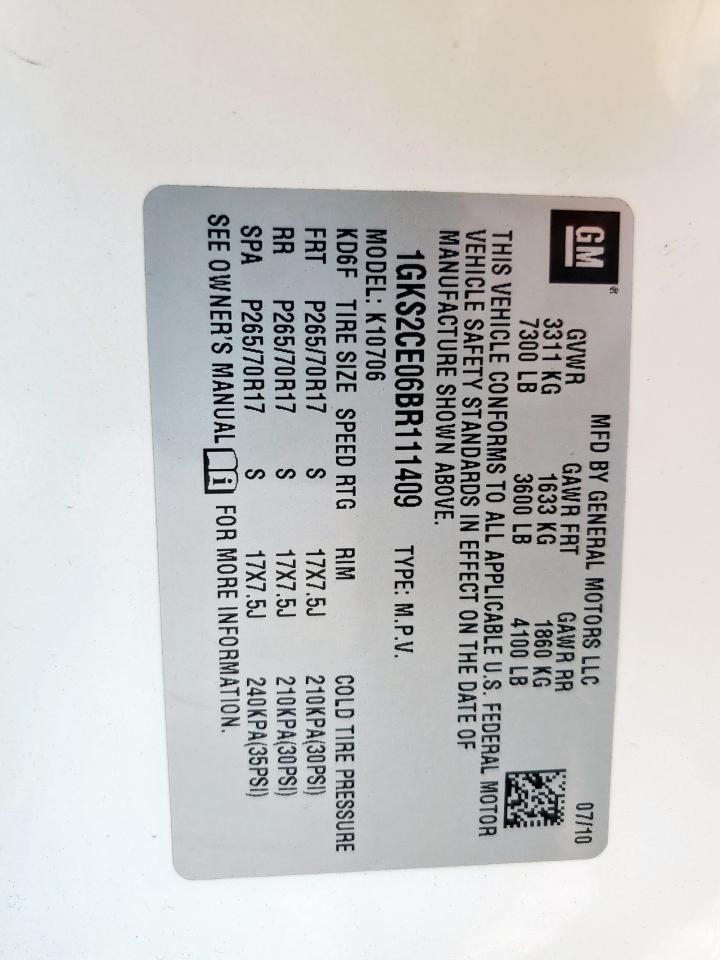 GM®
MFD BY GENERAL MOTORS LLC 07/10
GVWR GAWR FRT GAWR RR
3311 KG 1633 KG 1860 KG
7300 LB 3600 LB 4100 LB
THIS VEHICLE CONFORMS TO ALL APPLICABLE U.S. FEDERAL MOTOR
VEHICLE SAFETY STANDARDS IN EFFECT ON THE DATE OF
MANUFACTURE SHOWN ABOVE.
1GKS2CE06BR111409 TYPE: M.P.V.
MODEL: K10706
KD6F TIRE SIZE SPEED RTG RIM COLD TIRE PRESSURE
FRT P265/70R17 S 17X7.5J 210KPA(30PSI)
RR P265/70R17 S 17X7.5J 210KPA(30PSI)
SPA P265/70R17 S 17X7.5J 240KPA(35PSI)
SEE OWNER'S MANUAL i FOR MORE INFORMATION.